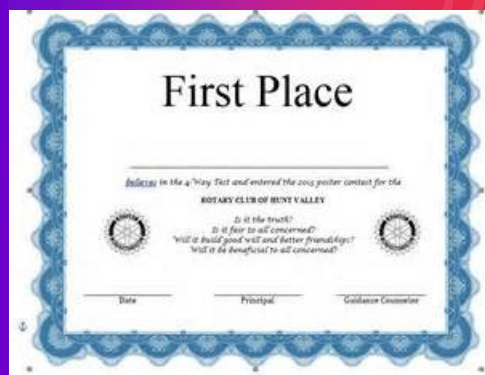 First Place
believes in the 4-Way Test and entered the 2015 poster contest for the
ROTARY CLUB OF HUNT VALLEY
Is it the truth?
Is it fair to all concerned?
Will it build good will and better friendships?
Will it be beneficial to all concerned?
Date Principal Guidance Counselor